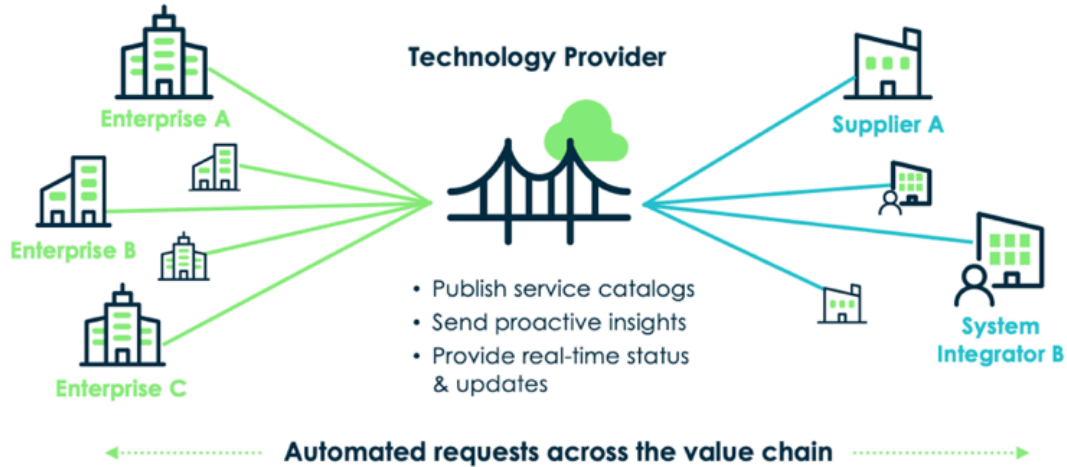 Technology Provider
Enterprise A
Supplier A
Enterprise B
• Publish service catalogs
• Send proactive insights
• Provide real-time status
& updates
System
Integrator B
Enterprise C
Automated requests across the value chain